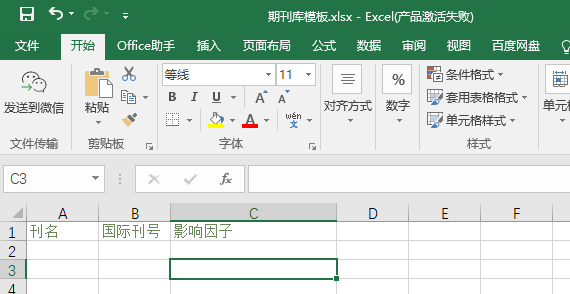 期刊库模板.xlsx - Excel(产品激活失败)
文件 开始 Office助手 插入 页面布局 公式 数据 审阅 视图 百度网盘
等线 11
发送到微信 粘贴 B I U A A 对齐方式 % 数字 条件格式 套用表格格式 单元格样式 单元格
A wén 文
文件传输 剪贴板 字体 样式
C3 fx
A B C D E F
1 刊名 国际刊号 影响因子
2
3
4